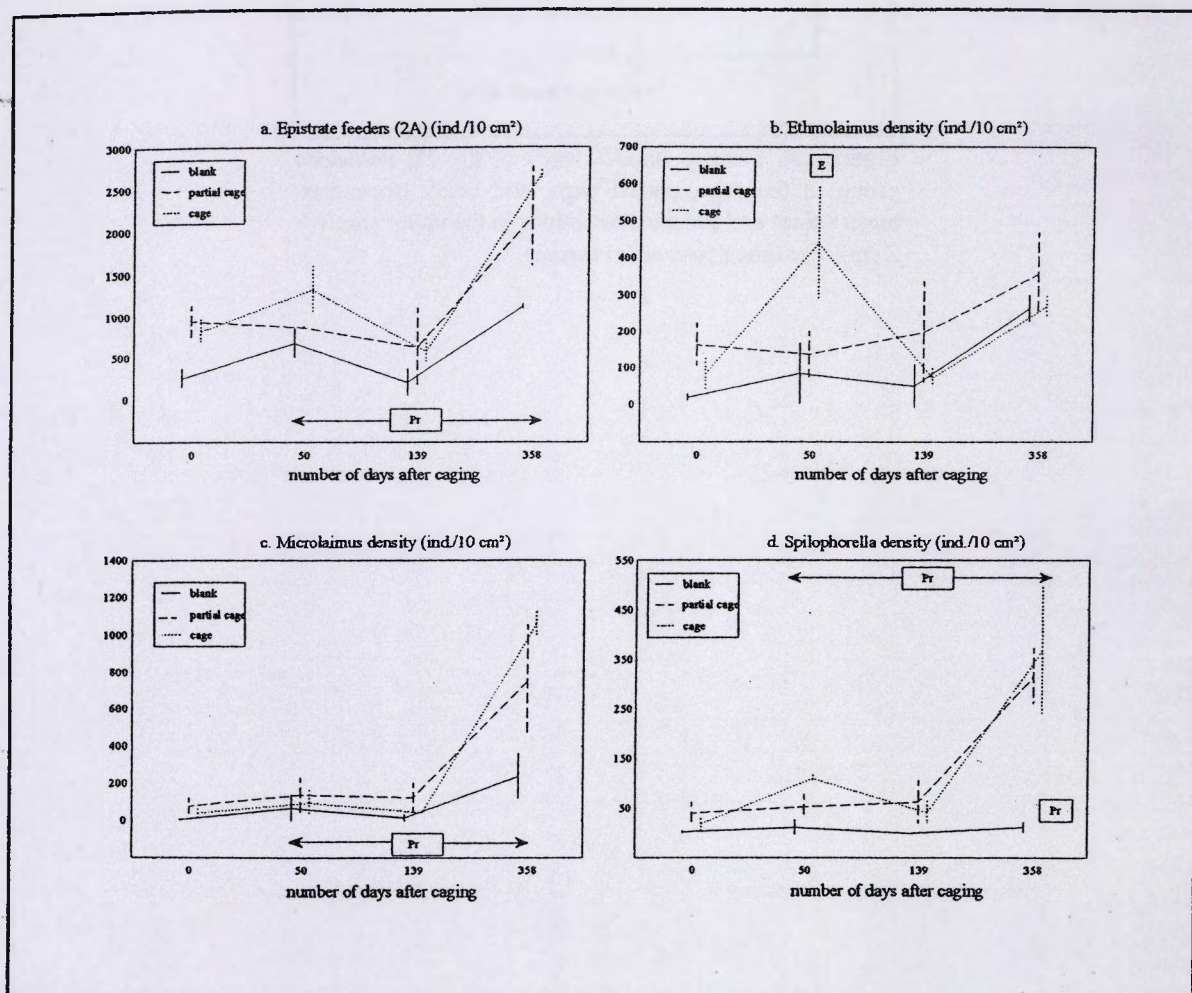 a. Epistrate feeders (2A) (ind./10 cm²)
3000
2500
2000
1500
1000
500
0
blank
partial cage
cage
Pr
0 50 139 358
number of days after caging
b. Ethmolaimus density (ind./10 cm²)
700
600
500
400
300
200
100
0
blank
partial cage
cage
E
0 50 139 358
number of days after caging
c. Microlaimus density (ind./10 cm²)
1400
1200
1000
800
600
400
200
0
blank
partial cage
cage
Pr
0 50 139 358
number of days after caging
d. Spilophorella density (ind./10 cm²)
550
450
350
250
150
50
blank
partial cage
cage
Pr
Pr
0 50 139 358
number of days after caging